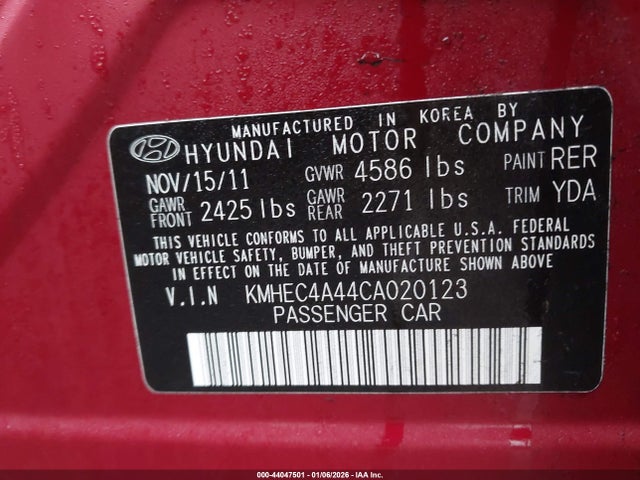 MANUFACTURED IN KOREA BY
HYUNDAI MOTOR COMPANY
NOV/15/11 GVWR 4586 lbs PAINT RER
GAWR FRONT 2425 lbs GAWR REAR 2271 lbs TRIM YDA
THIS VEHICLE CONFORMS TO ALL APPLICABLE U.S.A. FEDERAL
MOTOR VEHICLE SAFETY, BUMPER, AND THEFT PREVENTION STANDARDS
IN EFFECT ON THE DATE OF MANUFACTURE SHOWN ABOVE.
V.I.N KMHEC4A44CA020123
PASSENGER CAR
000-44047501 - 01/06/2026 - IAA Inc.